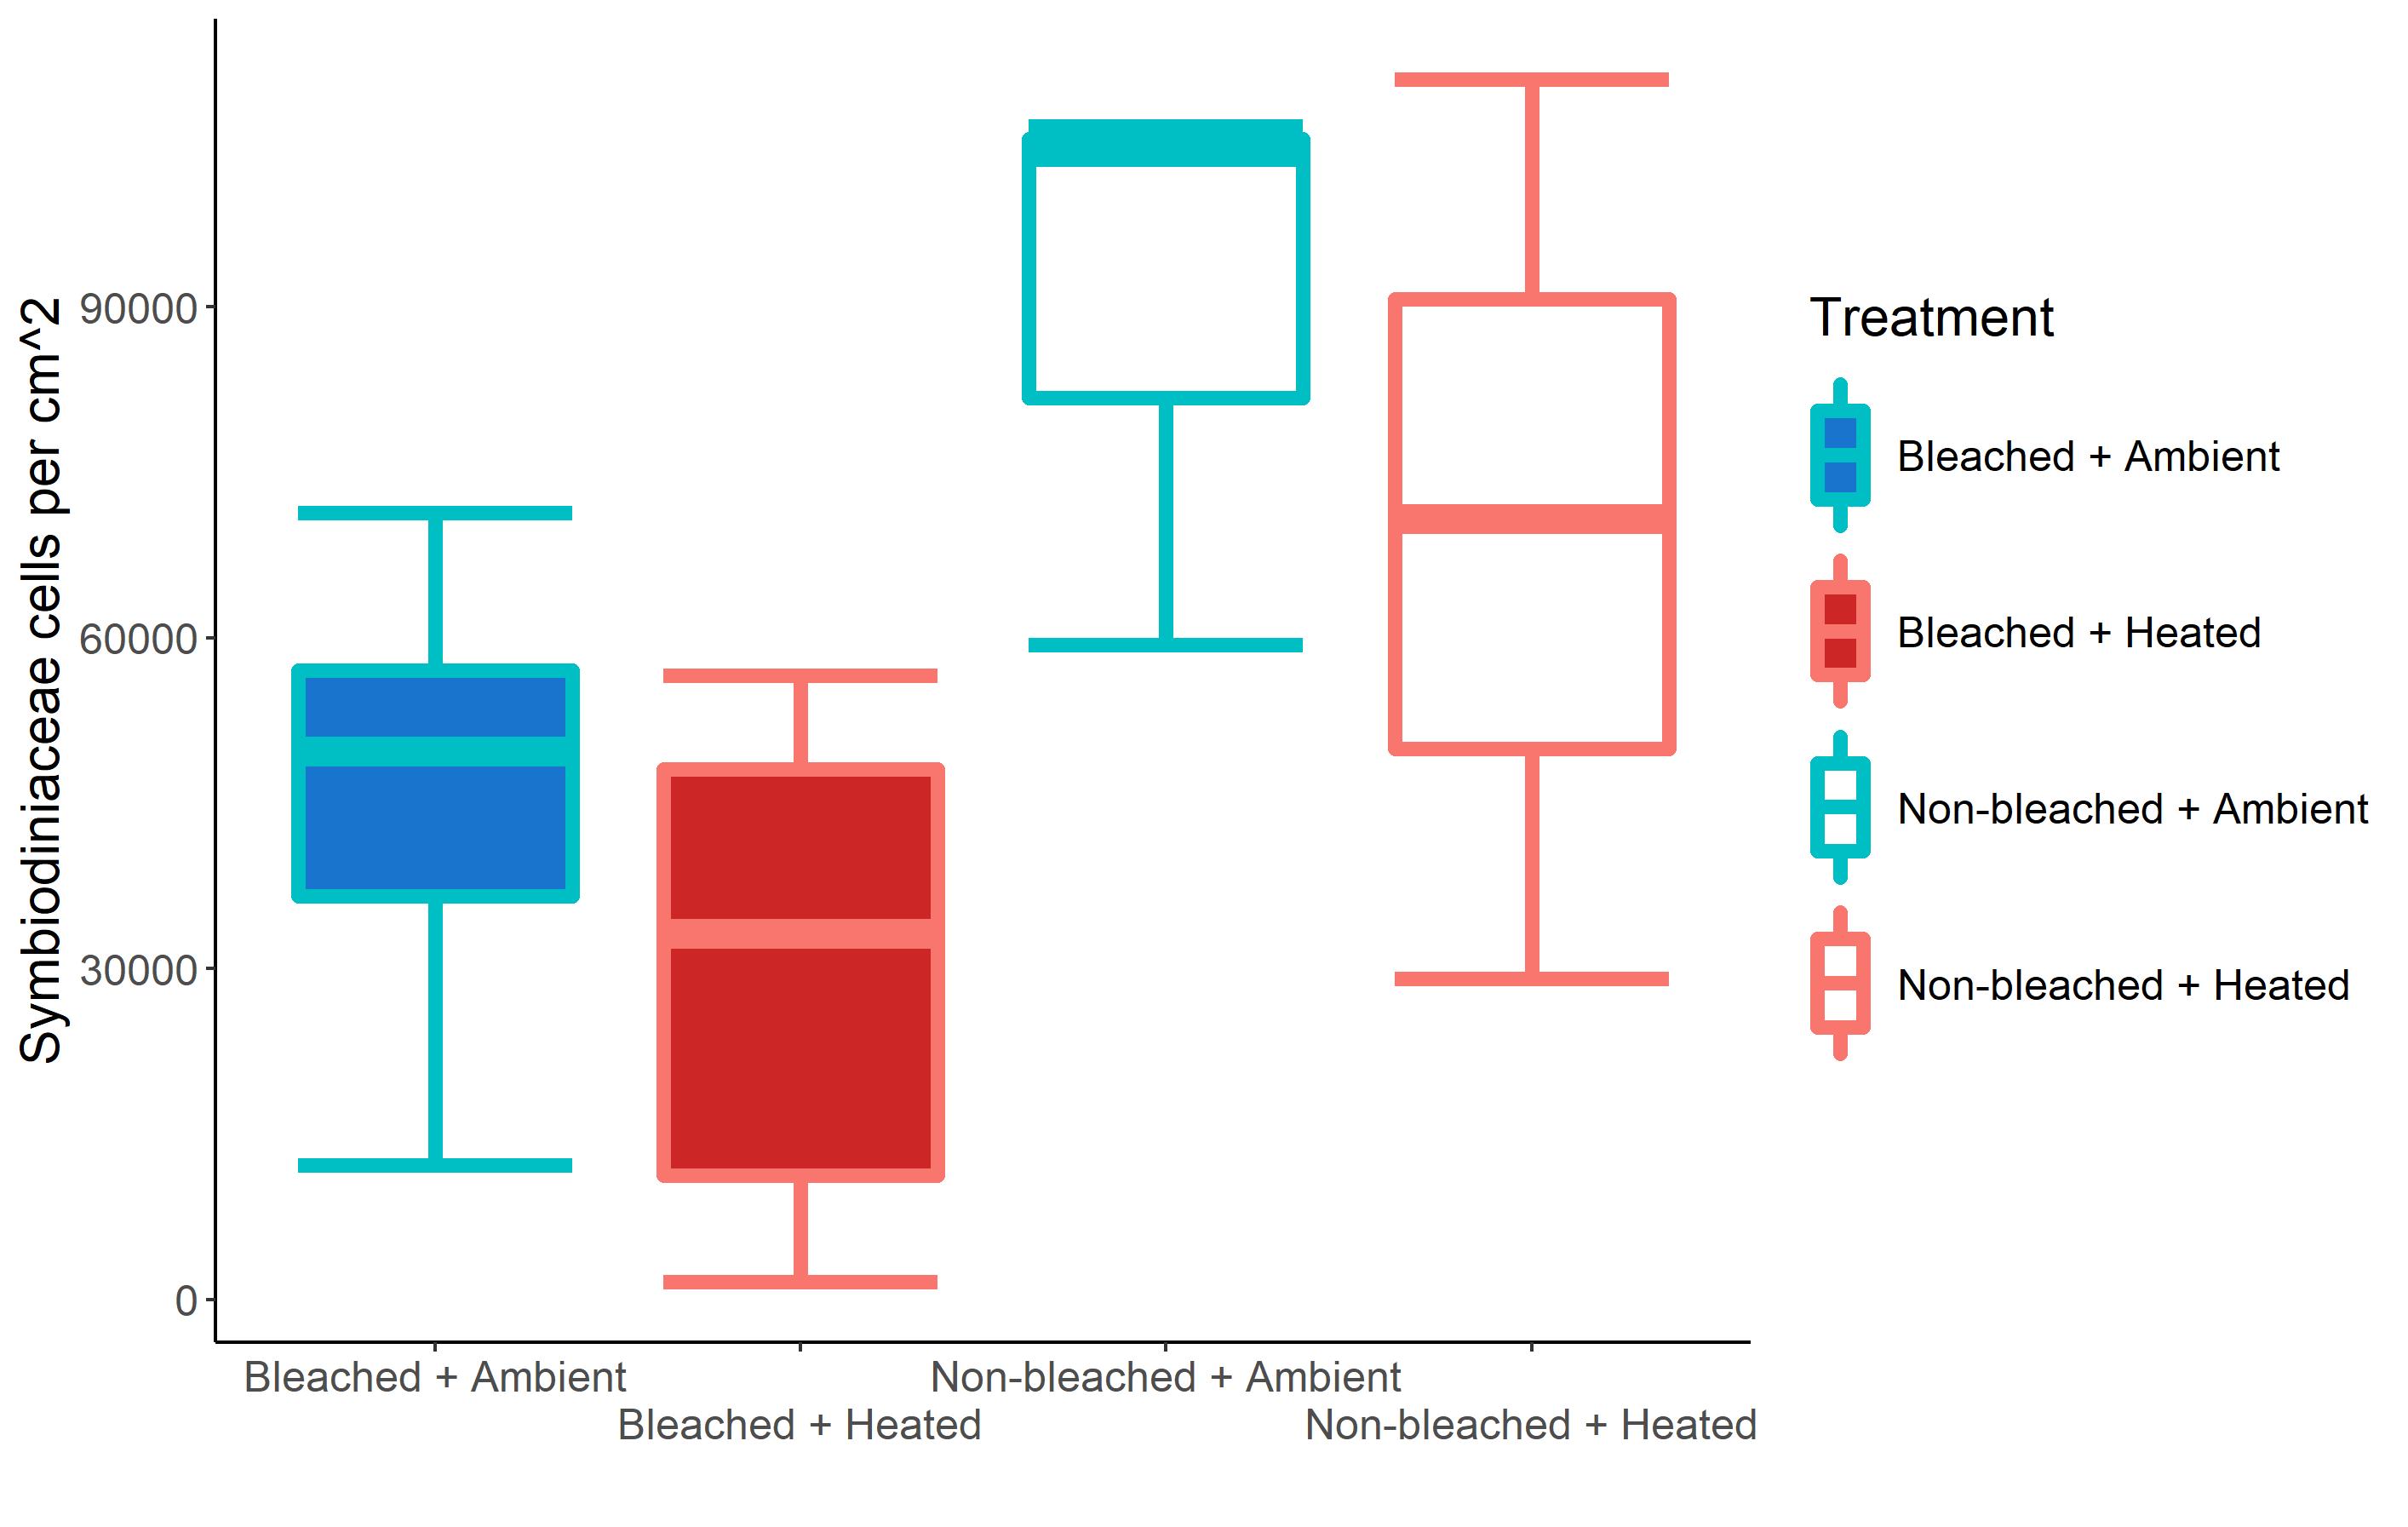 Symbiodiniaceae cells per cm^2
90000
60000
30000
0
Bleached + Ambient
Bleached + Heated
Non-bleached + Ambient
Non-bleached + Heated
Treatment
Bleached + Ambient
Bleached + Heated
Non-bleached + Ambient
Non-bleached + Heated